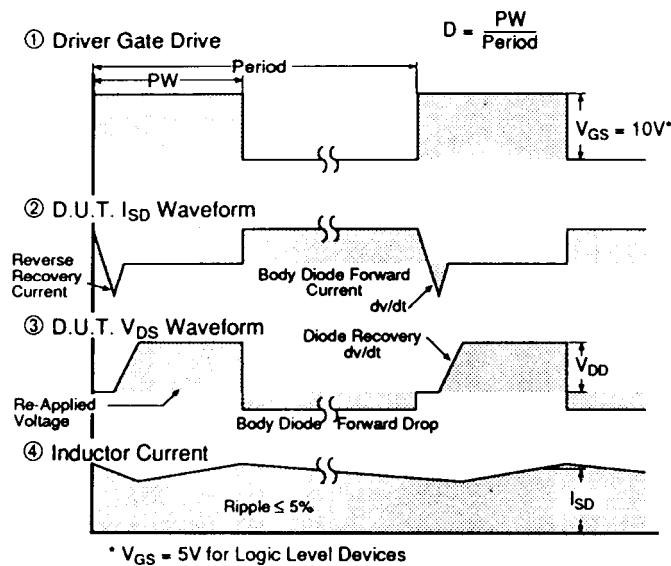 ① Driver Gate Drive
D = PW
Period
Period
PW
V_GS = 10V*
② D.U.T. I_SD Waveform
Reverse
Recovery
Current
Body Diode Forward
Current
dv/dt
③ D.U.T. V_DS Waveform
Diode Recovery
dv/dt
V_DD
Re-Applied
Voltage
Body Diode Forward Drop
④ Inductor Current
Ripple ≤ 5%
I_SD
* V_GS = 5V for Logic Level Devices